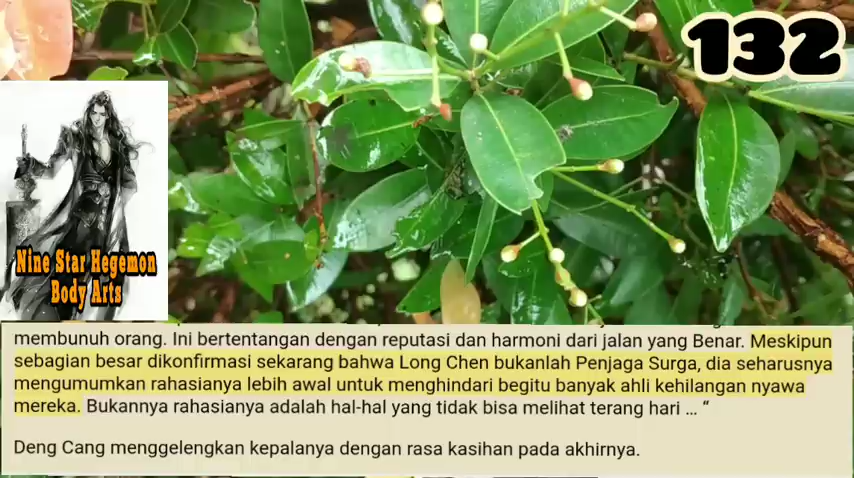 132
Nine Star Hegemon
Body Arts
membunuh orang. Ini bertentangan dengan reputasi dan harmoni dari jalan yang Benar. Meskipun
sebagian besar dikonfirmasi sekarang bahwa Long Chen bukanlah Penjaga Surga, dia seharusnya
mengumumkan rahasianya lebih awal untuk menghindari begitu banyak ahli kehilangan nyawa
mereka. Bukannya rahasianya adalah hal-hal yang tidak bisa melihat terang hari ... “
Deng Cang menggelengkan kepalanya dengan rasa kasihan pada akhirnya.